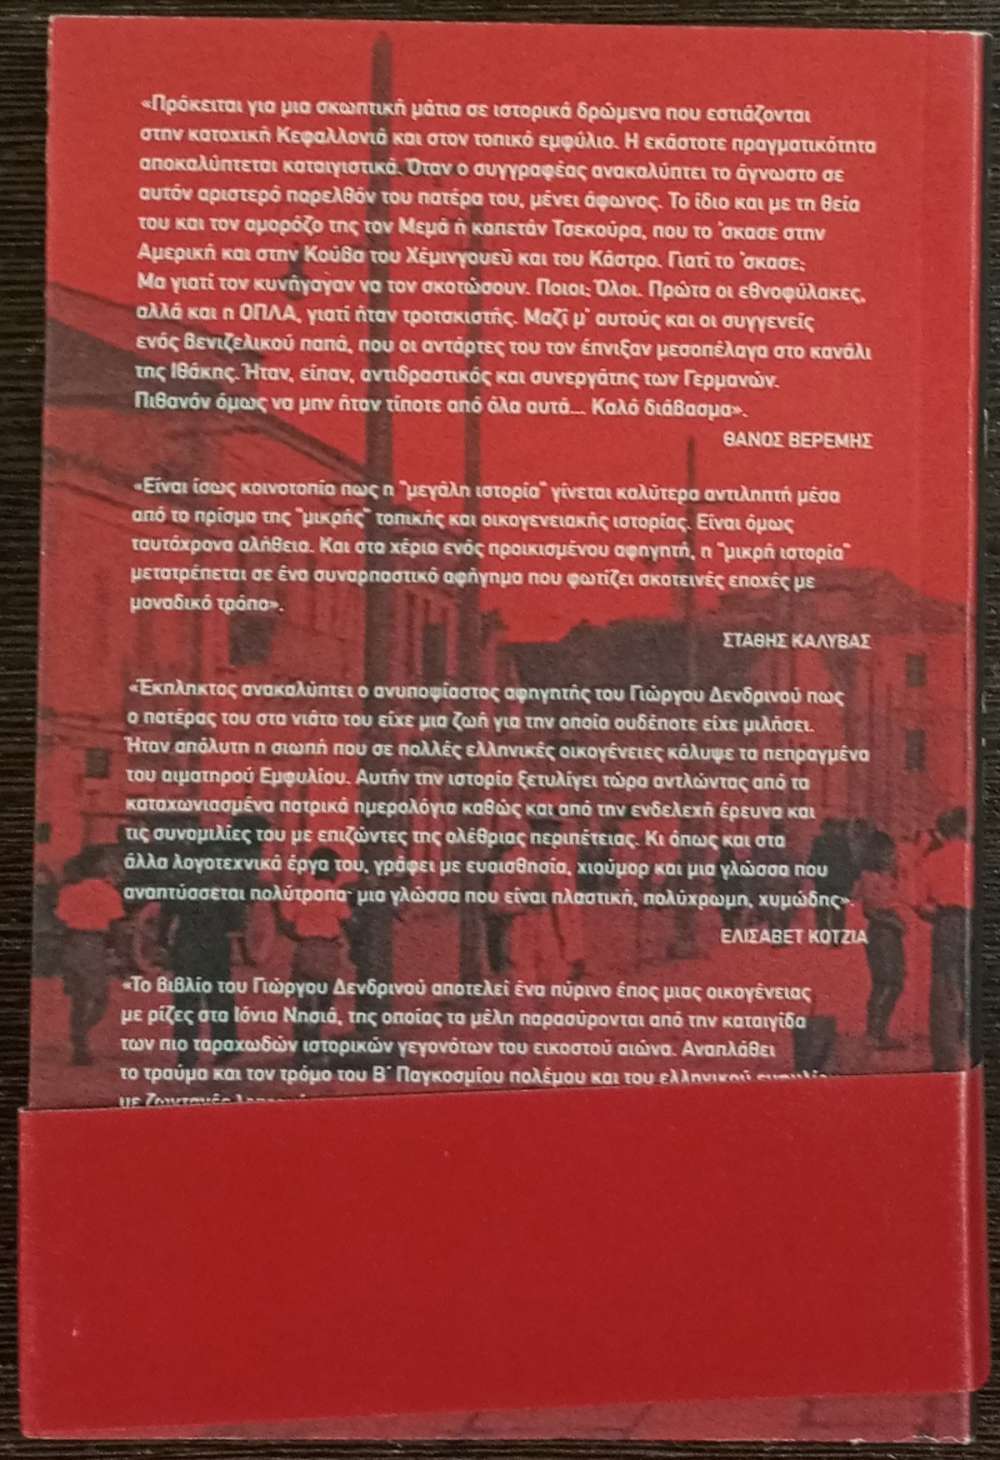 «Πρόκειται για μια σκωπτική μάτια σε ιστορικά δρώμενα που εστιάζονται
στην κατοχική Κεφαλλονιά και στον τοπικό εμφύλιο. Η εκάστοτε πραγματικότητα
αποκαλύπτεται καταιγιστικά. Όταν ο συγγραφέας ανακαλύπτει το άγνωστο σε
αυτόν αριστερό παρελθόν του πατέρα του, μένει άφωνος. Το ίδιο και με τη θεία
του και τον αμορόζο της τον Μεμά ή καπετάν Τσεκούρα, που το 'σκασε στην
Αμερική και στην Κούβα του Χέμινγουεϋ και του Κάστρο. Γιατί το 'σκασε;
Μα γιατί τον κυνήγαγαν να τον σκοτώσουν. Ποιοι; Όλοι. Πρώτα οι εθνοφύλακες,
αλλά και η ΟΠΛΑ, γιατί ήταν τροτσκιστής. Μαζί μ' αυτούς και οι συγγενείς
ενός βενιζελικού παπά, που οι αντάρτες του τον έπνιξαν μεσοπέλαγα στο κανάλι
της Ιθάκης. Ήταν, είπαν, αντιδραστικός και συνεργάτης των Γερμανών.
Πιθανόν όμως να μην ήταν τίποτε από όλα αυτά... Καλό διάβασμα».
ΘΑΝΟΣ ΒΕΡΕΜΗΣ
«Είναι ίσως κοινοτοπία πως η "μεγάλη ιστορία" γίνεται καλύτερα αντιληπτή μέσα
από το πρίσμα της "μικρής" τοπικής και οικογενειακής ιστορίας. Είναι όμως
ταυτόχρονα αλήθεια. Και στα χέρια ενός προικισμένου αφηγητή, η "μικρή ιστορία"
μετατρέπεται σε ένα συναρπαστικό αφήγημα που φωτίζει σκοτεινές εποχές με
μοναδικό τρόπο».
ΣΤΑΘΗΣ ΚΑΛΥΒΑΣ
«Έκπληκτος ανακαλύπτει ο ανυποψίαστος αφηγητής του Γιώργου Δενδρινού πως
ο πατέρας του στα νιάτα του είχε μια ζωή για την οποία ουδέποτε είχε μιλήσει.
Ήταν απόλυτη η σιωπή που σε πολλές ελληνικές οικογένειες κάλυψε τα πεπραγμένα
του αιματηρού Εμφυλίου. Αυτήν την ιστορία ξετυλίγει τώρα αντλώντας από τα
καταχωνιασμένα πατρικά ημερολόγια καθώς και από την ενδελεχή έρευνα και
τις συνομιλίες του με επιζώντες της ολέθριας περιπέτειας. Κι όπως και στα
άλλα λογοτεχνικά έργα του, γράφει με ευαισθησία, χιούμορ και μια γλώσσα που
αναπτύσσεται πολύτροπα· μια γλώσσα που είναι πλαστική, πολύχρωμη, χυμώδης».
ΕΛΙΣΑΒΕΤ ΚΟΤΖΙΑ
«Το βιβλίο του Γιώργου Δενδρινού αποτελεί ένα πύρινο έπος μιας οικογένειας
με ρίζες στα Ιόνια Νησιά, της οποίας τα μέλη παρασύρονται από την καταιγίδα
των πιο ταραχωδών ιστορικών γεγονότων του εικοστού αιώνα. Αναπλάθει
το τραύμα και τον τρόμο του Β' Παγκοσμίου πολέμου και του ελληνικού
με ζωντανές